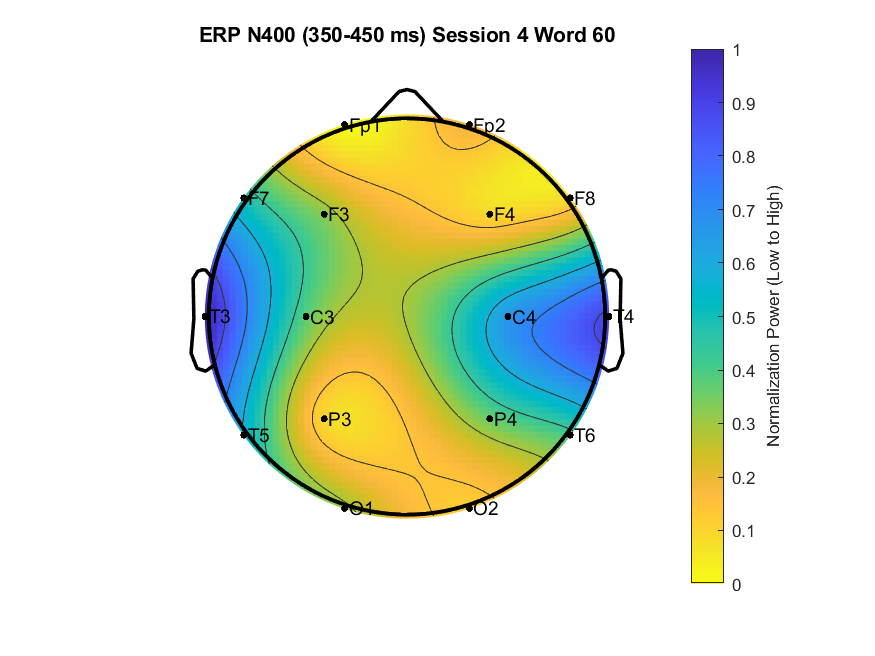 ERP N400 (350-450 ms) Session 4 Word 60
Fp1
Fp2
F7
F3
F4
F8
T3
C3
C4
T4
T5
P3
P4
T6
O1
O2
1
0.9
0.8
0.7
0.6
0.5
0.4
0.3
0.2
0.1
0
Normalization Power (Low to High)